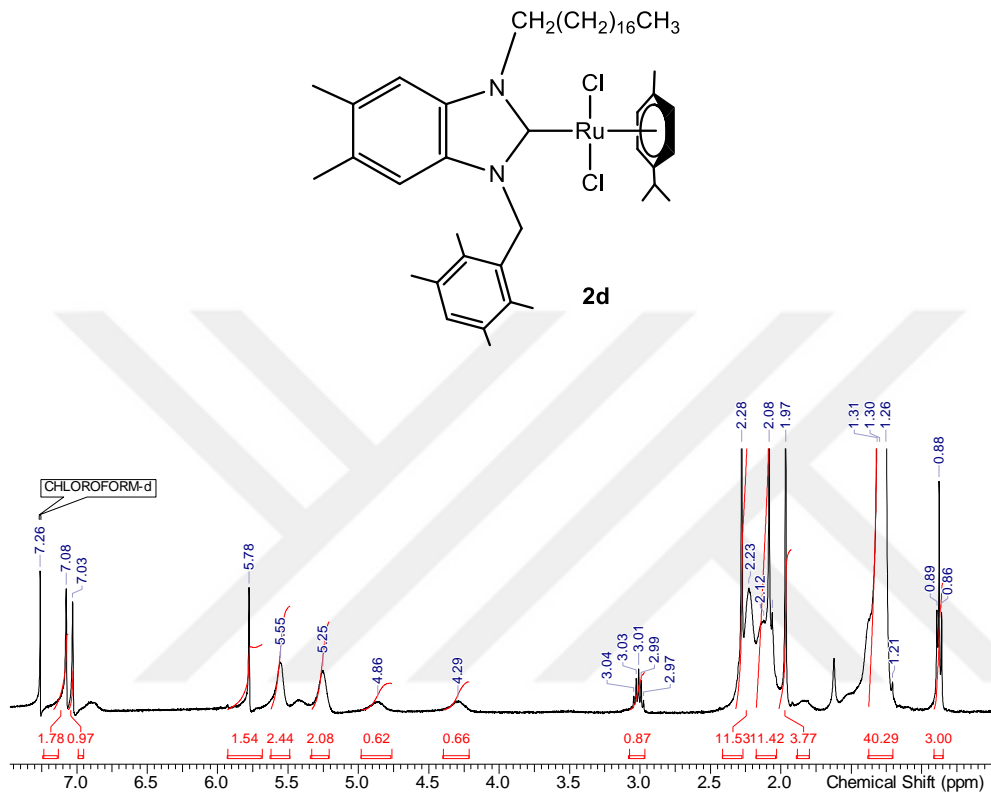 CH2(CH2)16CH3
N
Cl
Ru
N
Cl
2d
CHLOROFORM-d
7.26
7.08
7.03
5.78
5.55
5.25
4.86
4.29
3.04
3.03
3.01
2.99
2.97
2.28
2.23
2.12
2.08
1.97
1.31
1.30
1.26
1.21
0.89
0.88
0.86
1.78 0.97 1.54 2.44 2.08 0.62 0.66 0.87 11.53 11.42 3.77 40.29 3.00
7.0 6.5 6.0 5.5 5.0 4.5 4.0 3.5 3.0 2.5 2.0 Chemical Shift (ppm)